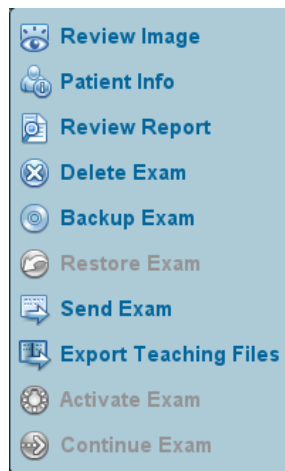 Review Image
Patient Info
Review Report
Delete Exam
Backup Exam
Restore Exam
Send Exam
Export Teaching Files
Activate Exam
Continue Exam